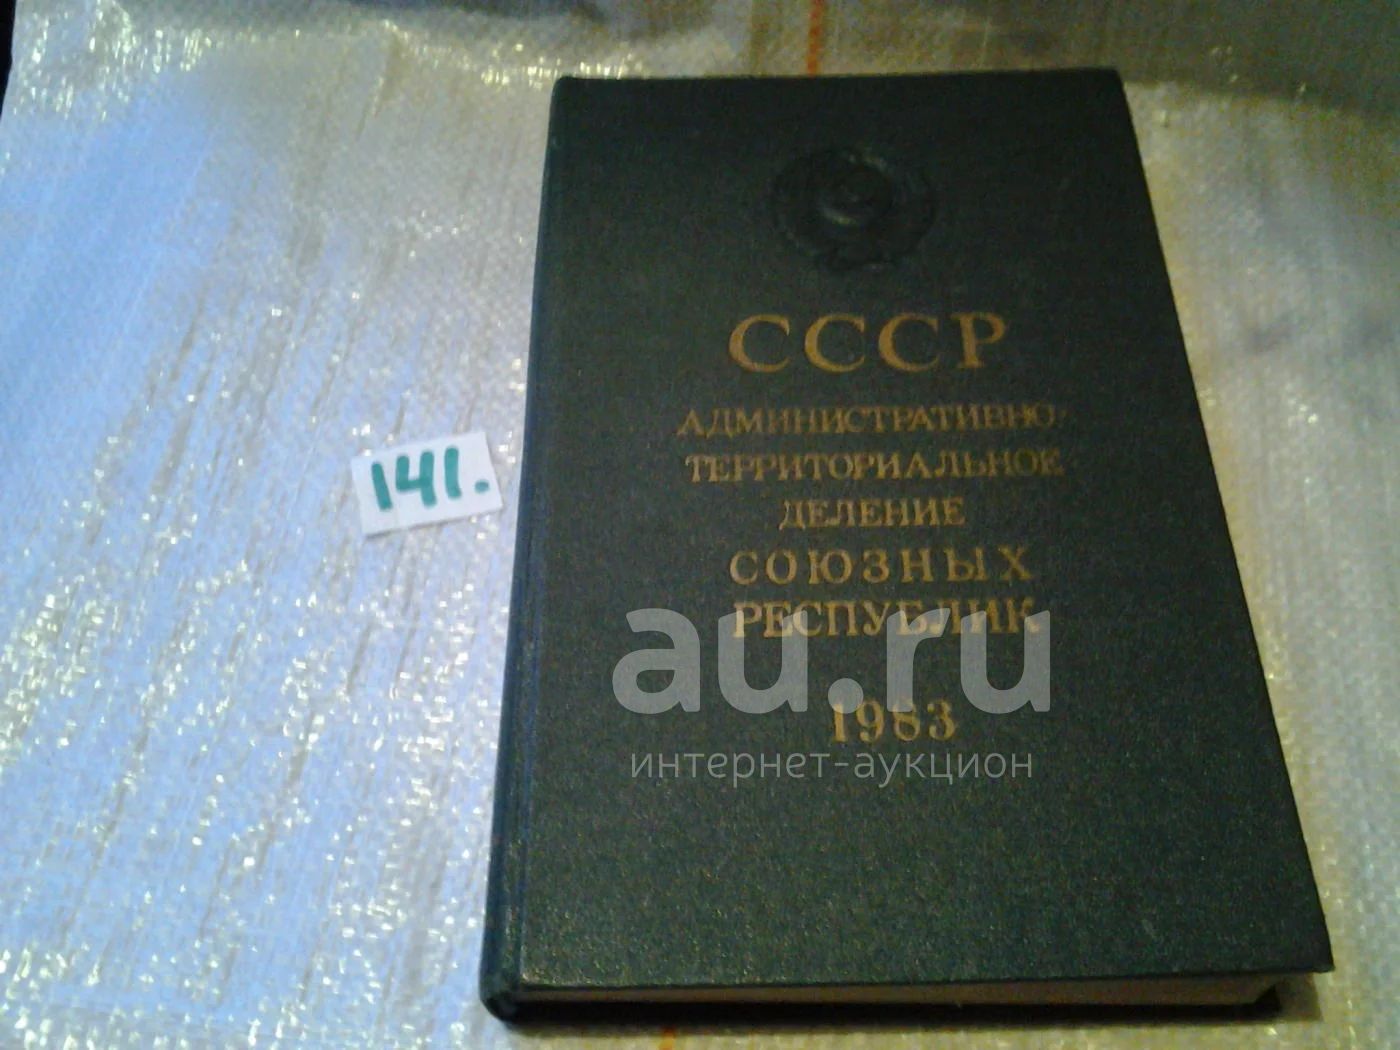 СССР
АДМИНИСТРАТИВНО-
ТЕРРИТОРИАЛЬНОЕ
ДЕЛЕНИЕ
СОЮЗНЫХ
РЕСПУБЛИК
1983
141.
au.ru
интернет-аукцион